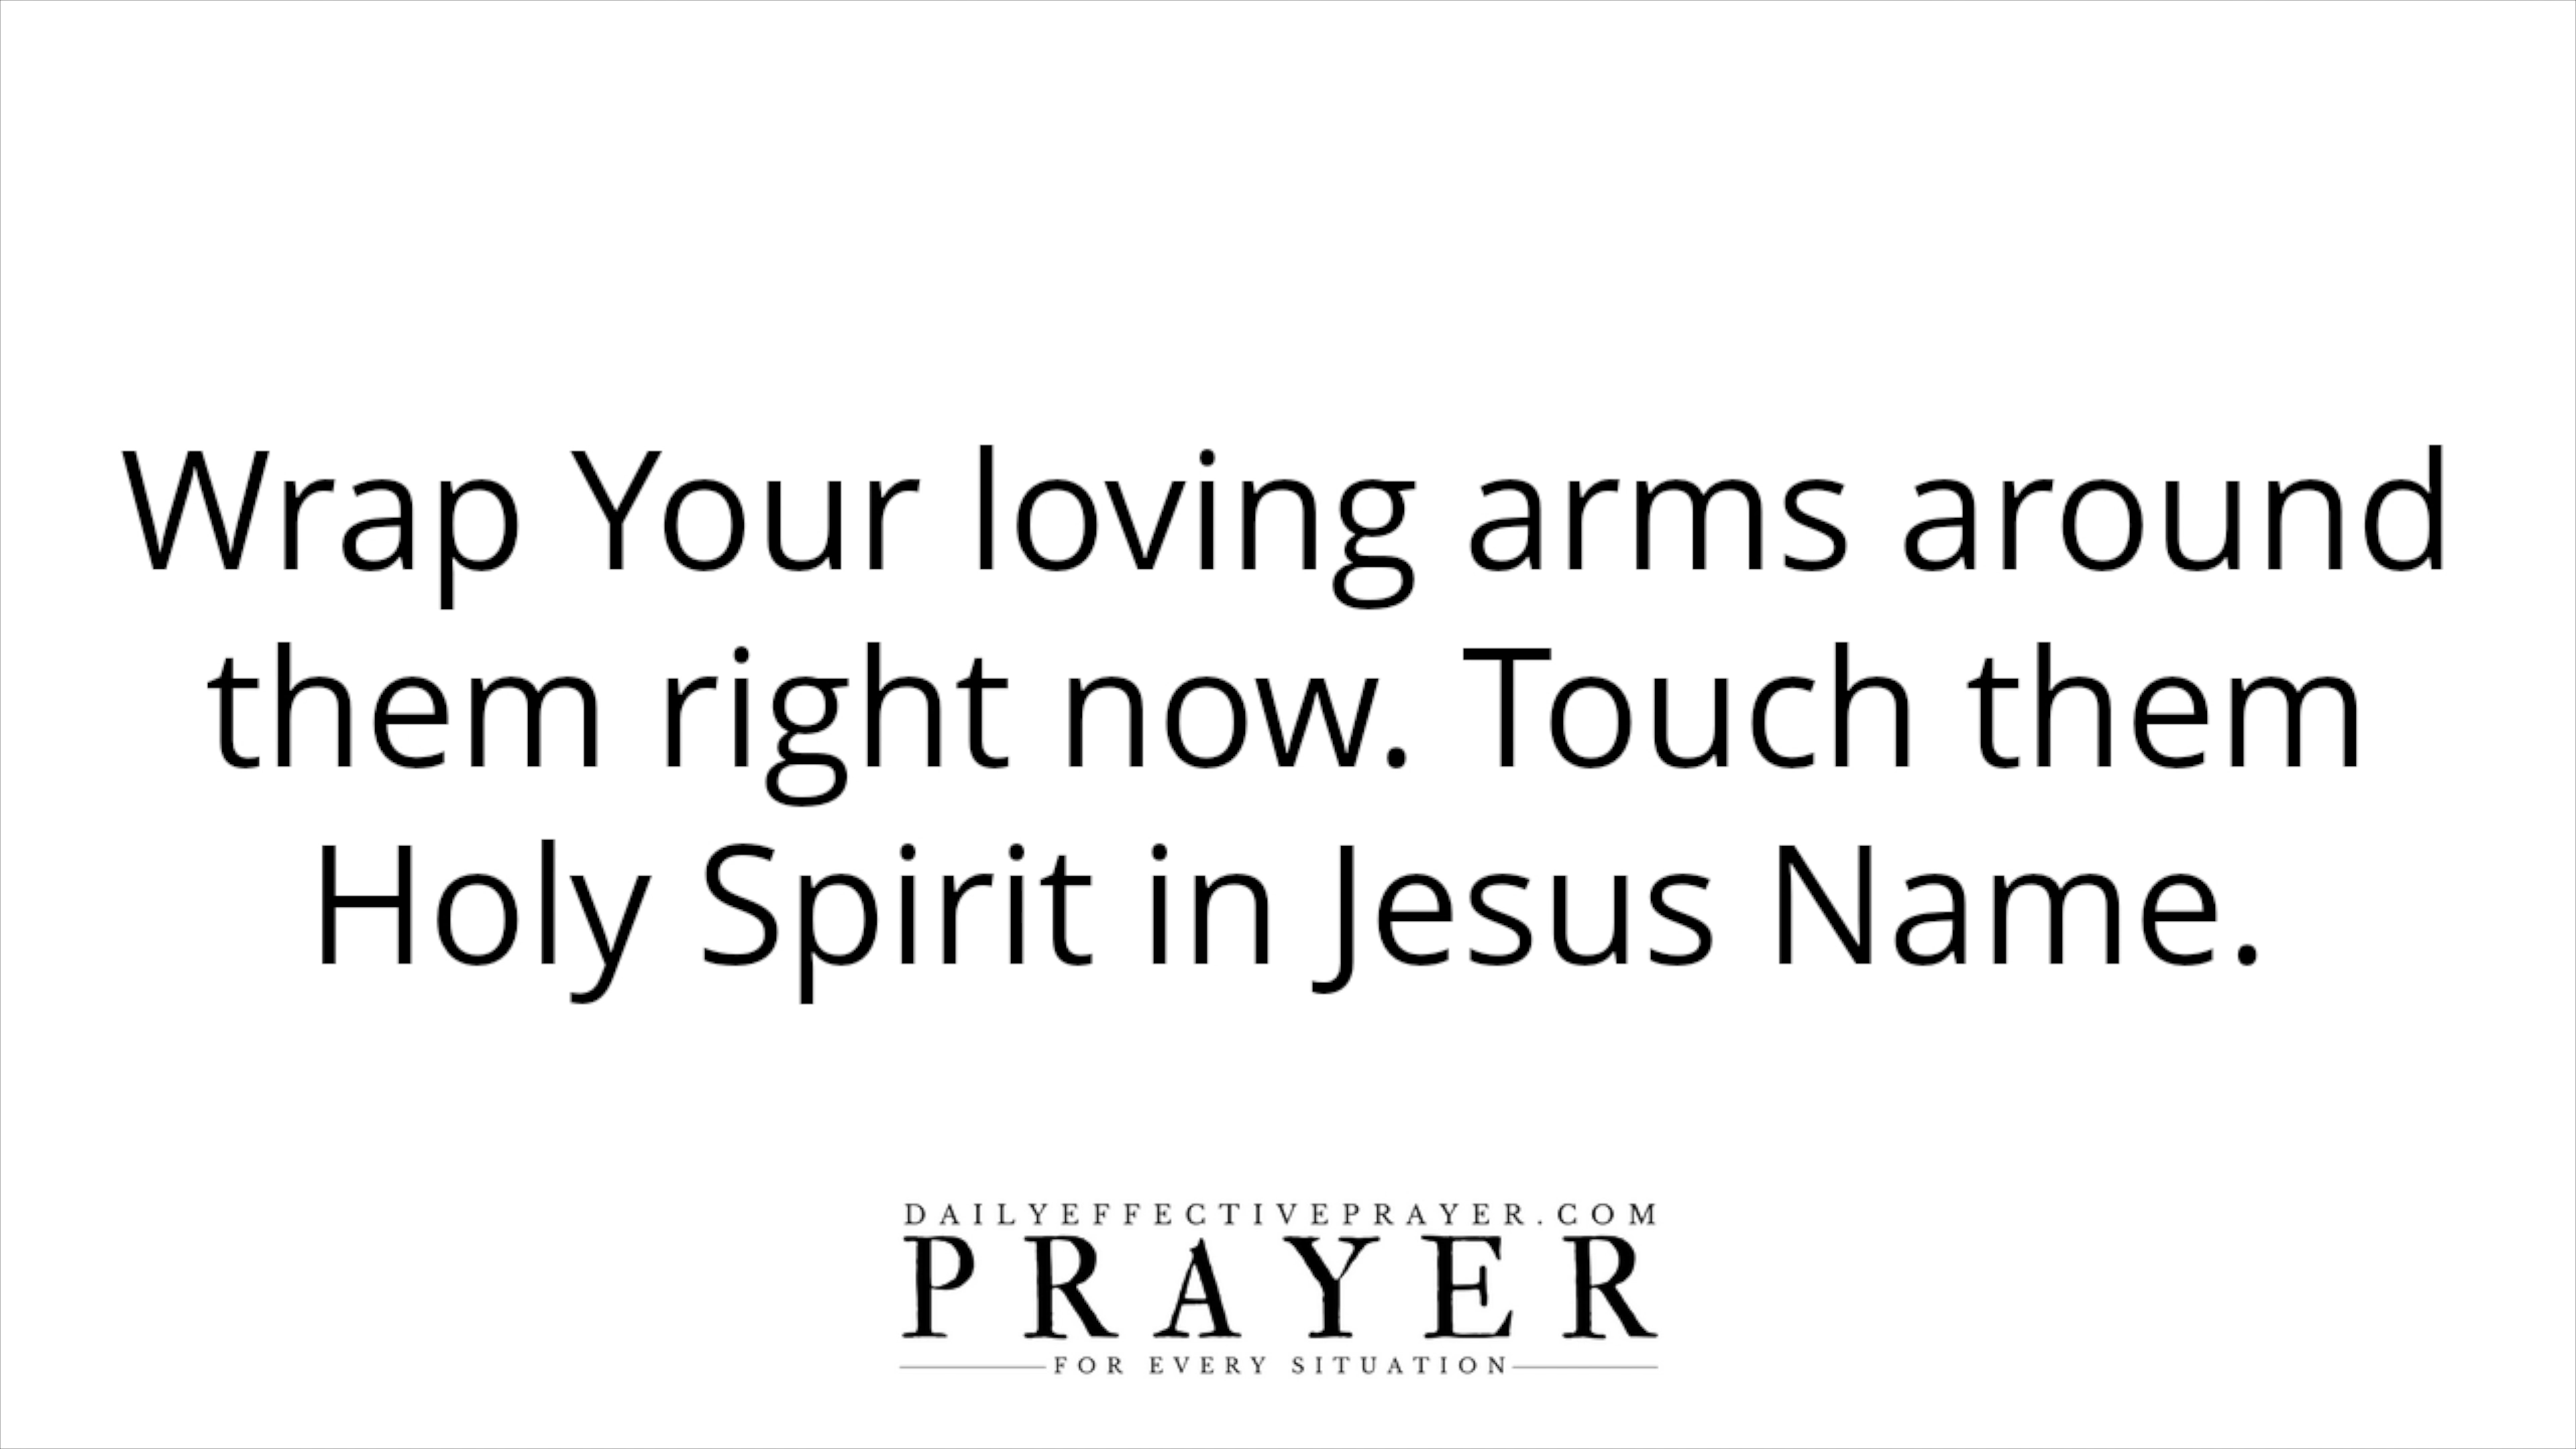 Wrap Your loving arms around
them right now. Touch them
Holy Spirit in Jesus Name.
DAILYEFFECTIVEPRAYER.COM
PRAYER
FOR EVERY SITUATION